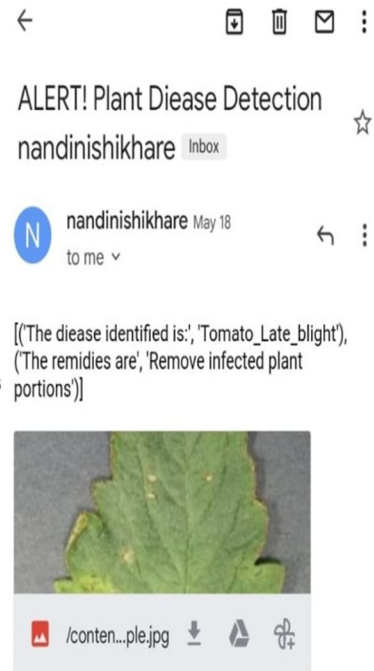 ALERT! Plant Diease Detection
nandinishikhare Inbox
N
nandinishikhare May 18
to me
[('The diease identified is:', 'Tomato_Late_blight'),
('The remidies are', 'Remove infected plant
portions')]
/conten...ple.jpg